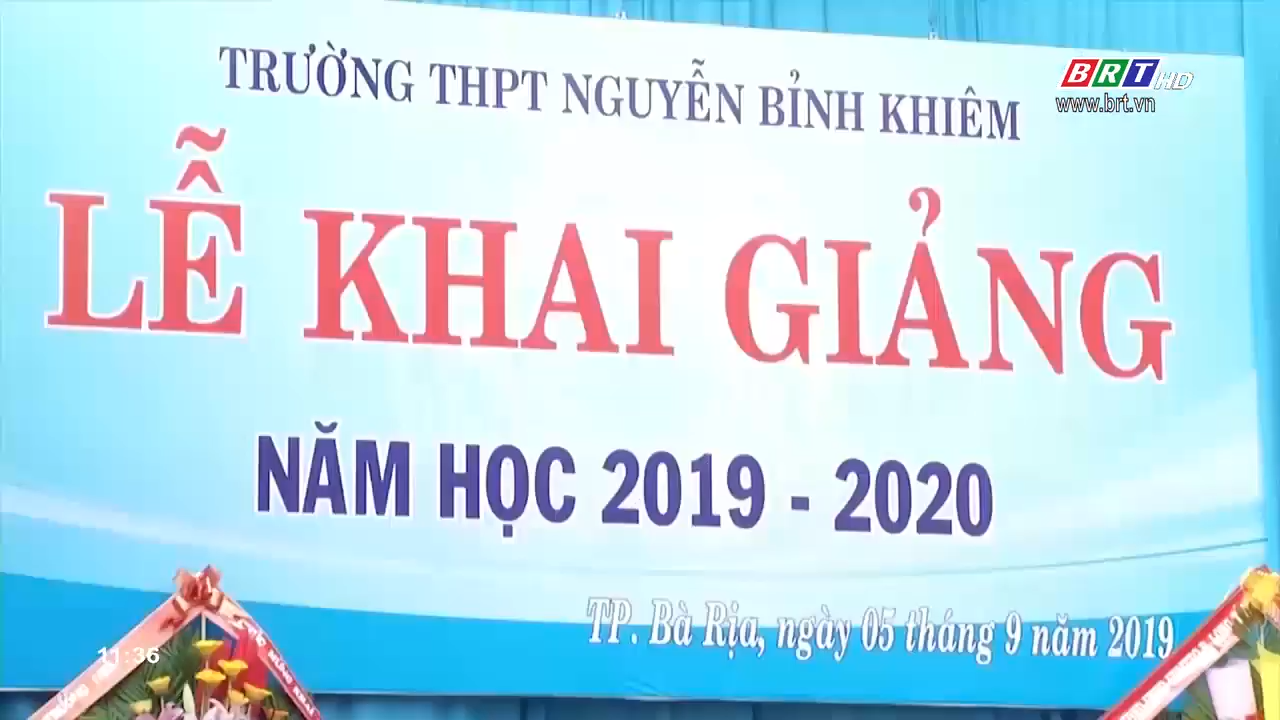 TRƯỜNG THPT NGUYỄN BỈNH KHIÊM
BRT HD
www.brt.vn
LỄ KHAI GIẢNG
NĂM HỌC 2019 - 2020
TP. Bà Rịa, ngày 05 tháng 9 năm 2019
11:36